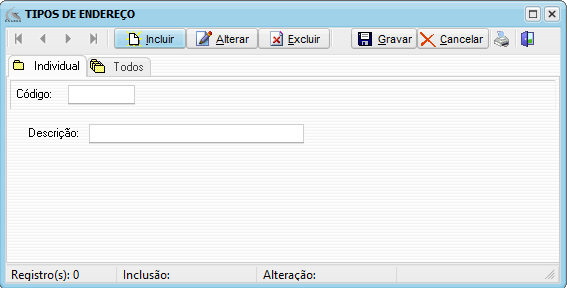 TIPOS DE ENDEREÇO
Incluir Alterar Excluir Gravar Cancelar
Individual Todos
Código:
Descrição:
Registro(s): 0 Inclusão: Alteração: